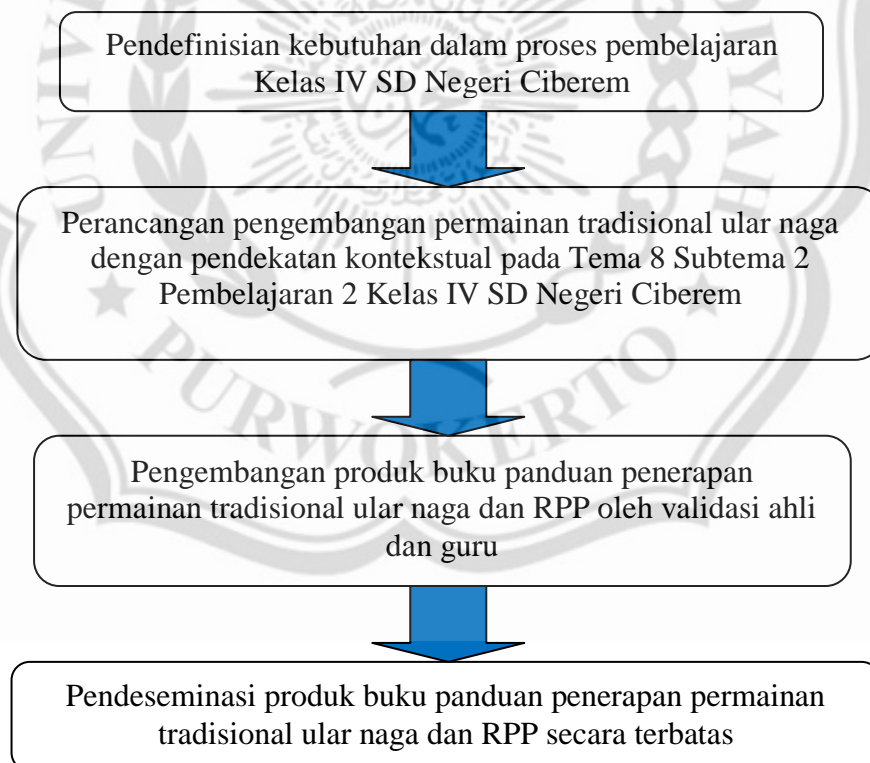 Pendefinisian kebutuhan dalam proses pembelajaran
Kelas IV SD Negeri Ciberem
Perancangan pengembangan permainan tradisional ular naga
dengan pendekatan kontekstual pada Tema 8 Subtema 2
Pembelajaran 2 Kelas IV SD Negeri Ciberem
PURWOKERTO
Pengembangan produk buku panduan penerapan
permainan tradisional ular naga dan RPP oleh validasi ahli
dan guru
Pendeseminasi produk buku panduan penerapan permainan
tradisional ular naga dan RPP secara terbatas